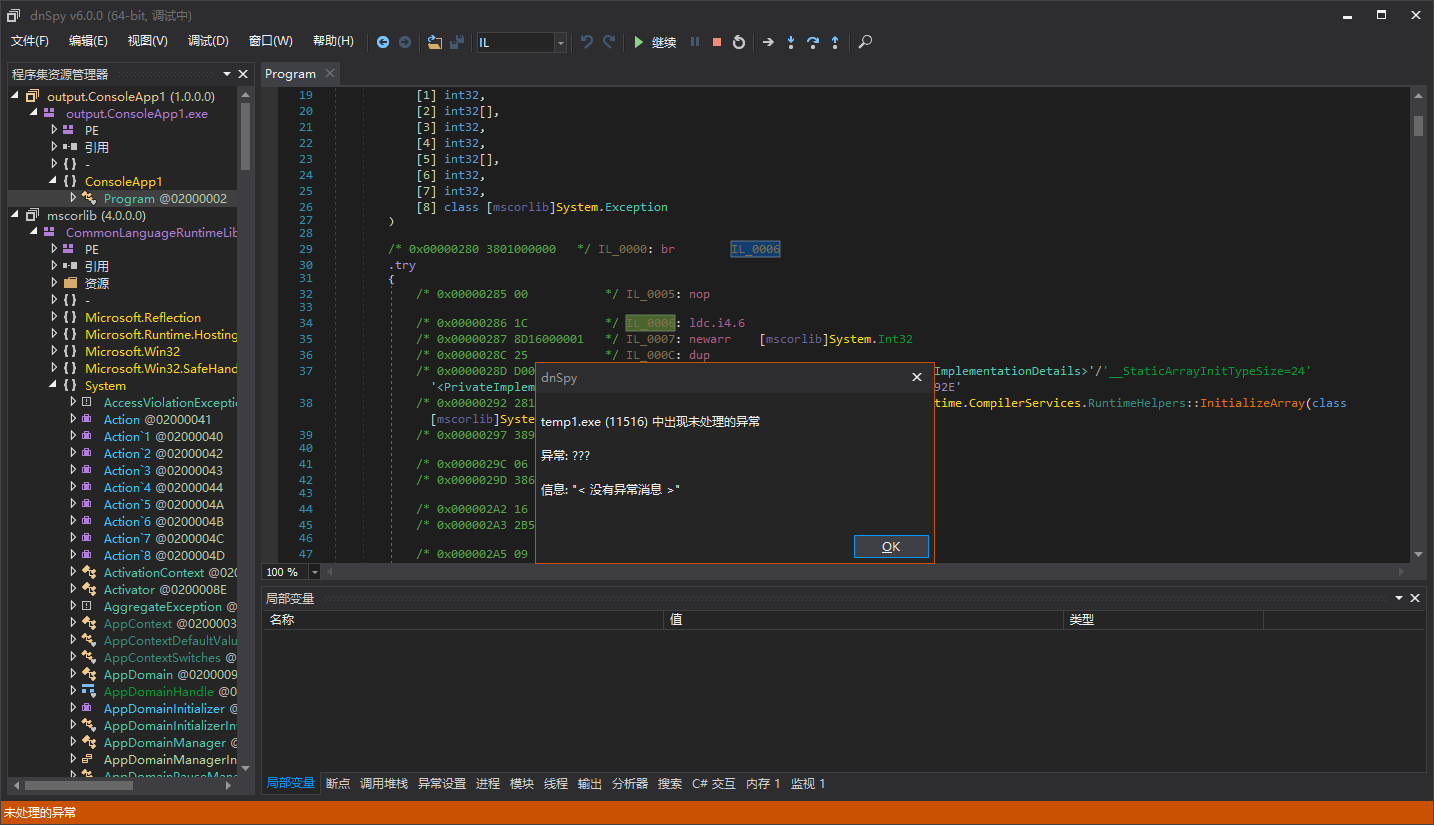 dnSpy v6.0.0 (64-bit, 调试中)
文件(F) 编辑(E) 视图(V) 调试(D) 窗口(W) 帮助(H) IL 继续
程序集资源管理器
output.ConsoleApp1 (1.0.0.0)
output.ConsoleApp1.exe
PE
引用
{ } -
{ } ConsoleApp1
Program @02000002
mscorlib (4.0.0.0)
CommonLanguageRuntimeLib
PE
引用
资源
{ } -
{ } Microsoft.Reflection
{ } Microsoft.Runtime.Hosting
{ } Microsoft.Win32
{ } Microsoft.Win32.SafeHand
{ } System
AccessViolationExceptio
Action @02000041
Action`1 @02000040
Action`2 @02000042
Action`3 @02000043
Action`4 @02000044
Action`5 @0200004A
Action`6 @0200004B
Action`7 @0200004C
Action`8 @0200004D
ActivationContext @020
Activator @0200008E
AggregateException @
AppContext @0200003
AppContextDefaultValu
AppContextSwitches @
AppDomain @0200009
AppDomainHandle @0
AppDomainInitializer @
AppDomainInitializerIn
AppDomainManager @
AppDomainManagerIn
AppDomainPauseMana
Program
19 [1] int32,
20 [2] int32[],
21 [3] int32,
22 [4] int32,
23 [5] int32[],
24 [6] int32,
25 [7] int32,
26 [8] class [mscorlib]System.Exception
27 )
28
29 /* 0x00000280 3801000000 */ IL_0000: br IL_0006
30 .try
31 {
32 /* 0x00000285 00 */ IL_0005: nop
33
34 /* 0x00000286 1C */ IL_0006: ldc.i4.6
35 /* 0x00000287 8D16000001 */ IL_0007: newarr [mscorlib]System.Int32
36 /* 0x0000028C 25 */ IL_000C: dup
37 /* 0x0000028D D00 ImplementationDetails>'/'__StaticArrayInitTypeSize=24'
'<PrivateImplem 92E'
38 /* 0x00000292 281 time.CompilerServices.RuntimeHelpers::InitializeArray(class
[mscorlib]Syste
39 /* 0x00000297 389
40
41 /* 0x0000029C 06
42 /* 0x0000029D 386
43
44 /* 0x000002A2 16
45 /* 0x000002A3 2B5
46
47 /* 0x000002A5 09
100 %
dnSpy
temp1.exe (11516) 中出现未处理的异常
异常: ???
信息: "< 没有异常消息 >"
OK
局部变量
名称 值 类型
局部变量 断点 调用堆栈 异常设置 进程 模块 线程 输出 分析器 搜索 C# 交互 内存 1 监视 1
未处理的异常